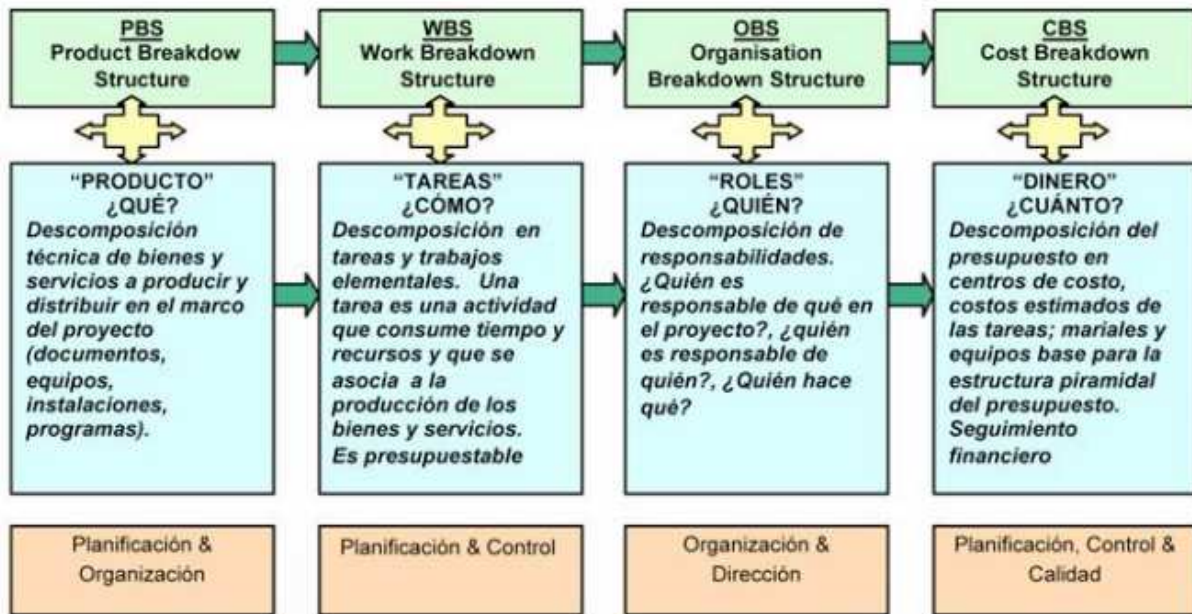 PBS
Product Breakdow
Structure
WBS
Work Breakdown
Structure
OBS
Organisation
Breakdown Structure
CBS
Cost Breakdown
Structure
“PRODUCTO”
¿QUÉ?
Descomposición
técnica de bienes y
servicios a producir y
distribuir en el marco
del proyecto
(documentos,
equipos,
instalaciones,
programas).
“TAREAS”
¿CÓMO?
Descomposición en
tareas y trabajos
elementales. Una
tarea es una actividad
que consume tiempo y
recursos y que se
asocia a la
producción de los
bienes y servicios.
Es presupuestable
“ROLES”
¿QUIÉN?
Descomposición de
responsabilidades.
¿Quién es
responsable de qué en
el proyecto?, ¿quién
es responsable de
quién?, ¿Quién hace
qué?
“DINERO”
¿CUÁNTO?
Descomposición del
presupuesto en
centros de costo,
costos estimados de
las tareas; mariales y
equipos base para la
estructura piramidal
del presupuesto.
Seguimiento
financiero
Planificación &
Organización
Planificación & Control
Organización &
Dirección
Planificación, Control &
Calidad